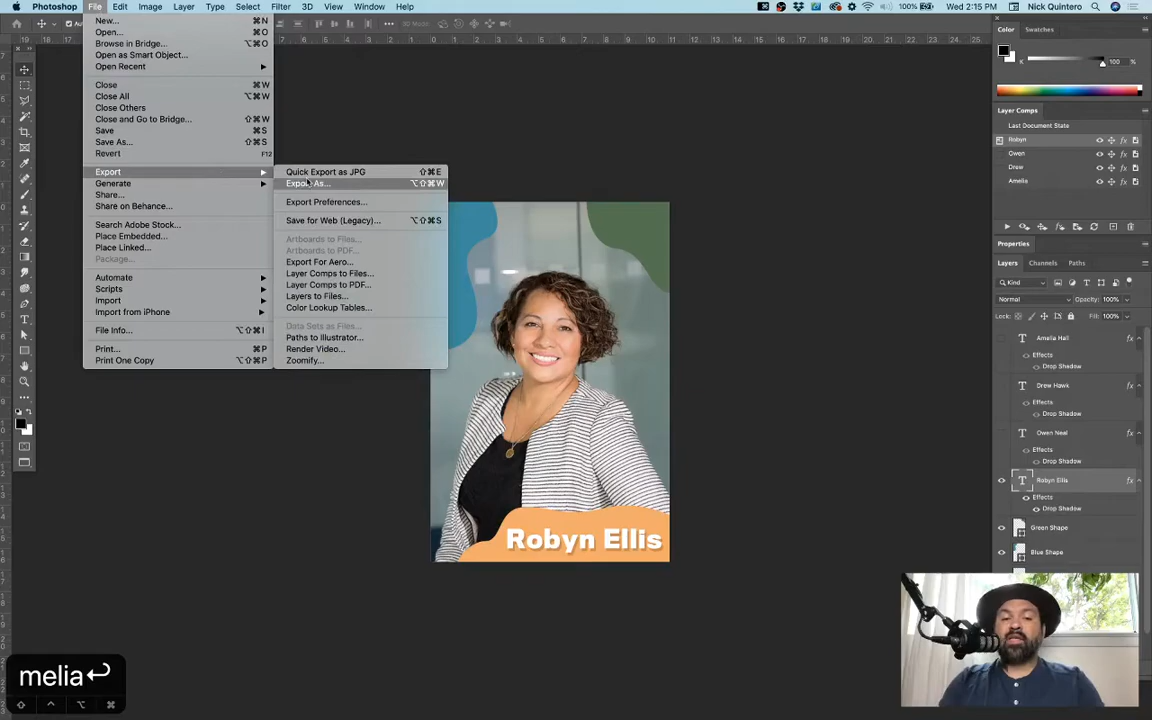 Photoshop File Edit Image Layer Type Select Filter 3D View Window Help 100% Nick Quintero Wed 2:15 PM
New... ⌘N
Open... ⌘O
Browse in Bridge... ⌥⌘O
Open as Smart Object...
Open Recent
Close ⌘W
Close All ⌥⌘W
Close Others
Close and Go to Bridge... ⇧⌘W
Save ⌘S
Save As... ⇧⌘S
Revert F12
Export
Generate
Share...
Share on Behance...
Search Adobe Stock...
Place Embedded...
Place Linked...
Package...
Automate
Scripts
Import
Import from iPhone
File Info... ⌥⇧⌘I
Print... ⌘P
Print One Copy ⌥⇧⌘P
Quick Export as JPG ⇧⌘E
Export As... ⌥⇧⌘W
Export Preferences...
Save for Web (Legacy)... ⌥⇧⌘S
Artboards to Files...
Artboards to PDF...
Export For Aero...
Layer Comps to Files...
Layer Comps to PDF...
Layers to Files...
Color Lookup Tables...
Data Sets as Files...
Paths to Illustrator...
Render Video...
Zoomify...
Robyn Ellis
Color Swatches
K 100 %
Layer Comps
Last Document State
Robyn
Owen
Drew
Amelia
Properties
Layers Channels Paths
Kind
Normal Opacity: 100%
Lock: Fill: 100%
Amelia Hall fx
Effects
Drop Shadow
Drew Hawk fx
Effects
Drop Shadow
Owen Neal fx
Effects
Drop Shadow
Robyn Ellis fx
Effects
Drop Shadow
Green Shape
Blue Shape
melia↩
⇧ ⌃ ⌥ ⌘